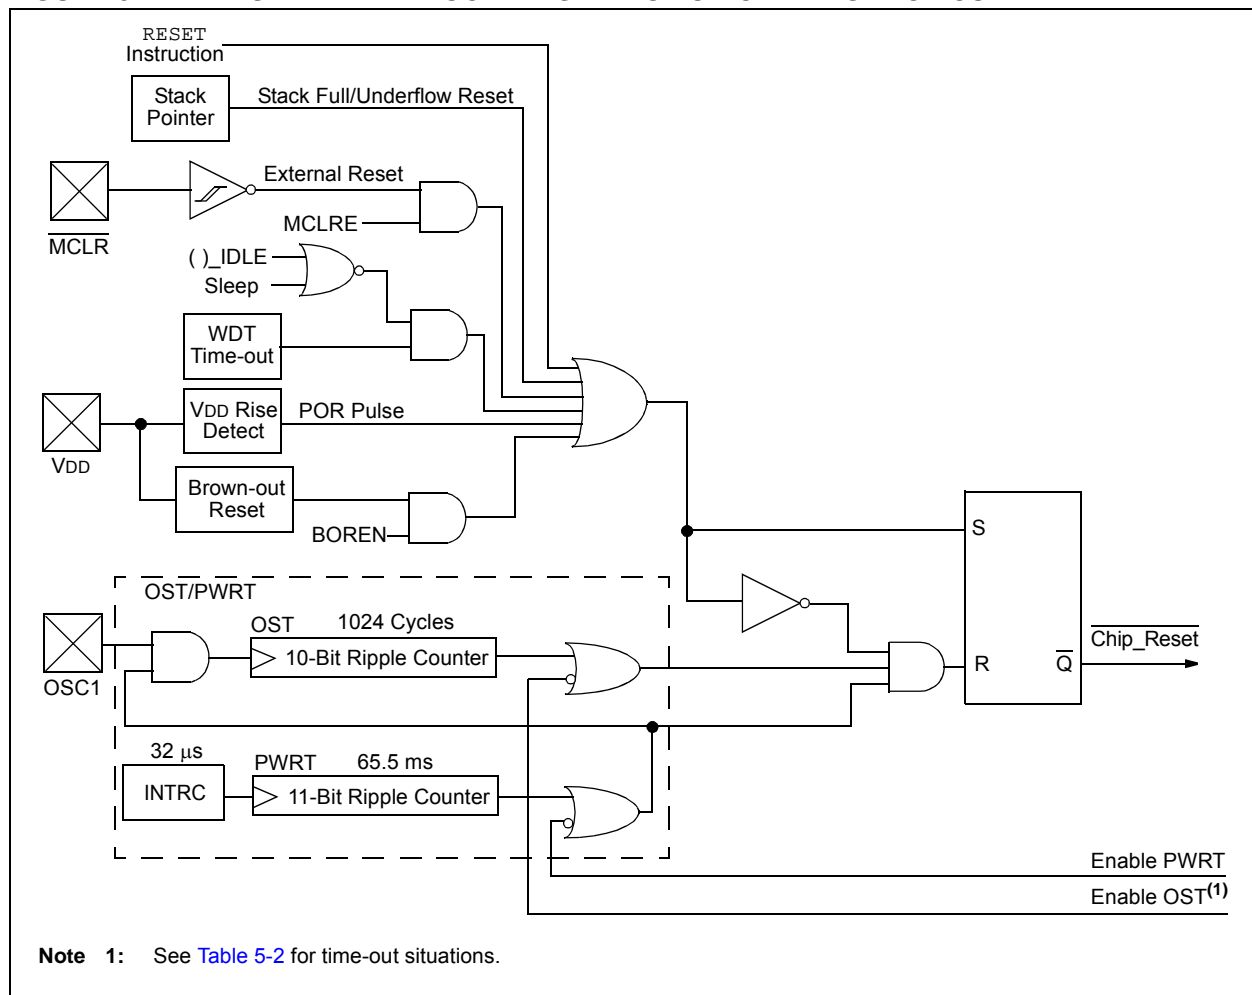 RESET
Instruction
Stack
Pointer
Stack Full/Underflow Reset
External Reset
MCLR
MCLRE
( )_IDLE
Sleep
WDT
Time-out
VDD Rise
Detect
POR Pulse
VDD
Brown-out
Reset
BOREN
S
OST/PWRT
OST
1024 Cycles
10-Bit Ripple Counter
OSC1
R
Q
Chip_Reset
32 μs
INTRC
PWRT
65.5 ms
11-Bit Ripple Counter
Enable PWRT
Enable OST(1)
Note 1: See Table 5-2 for time-out situations.